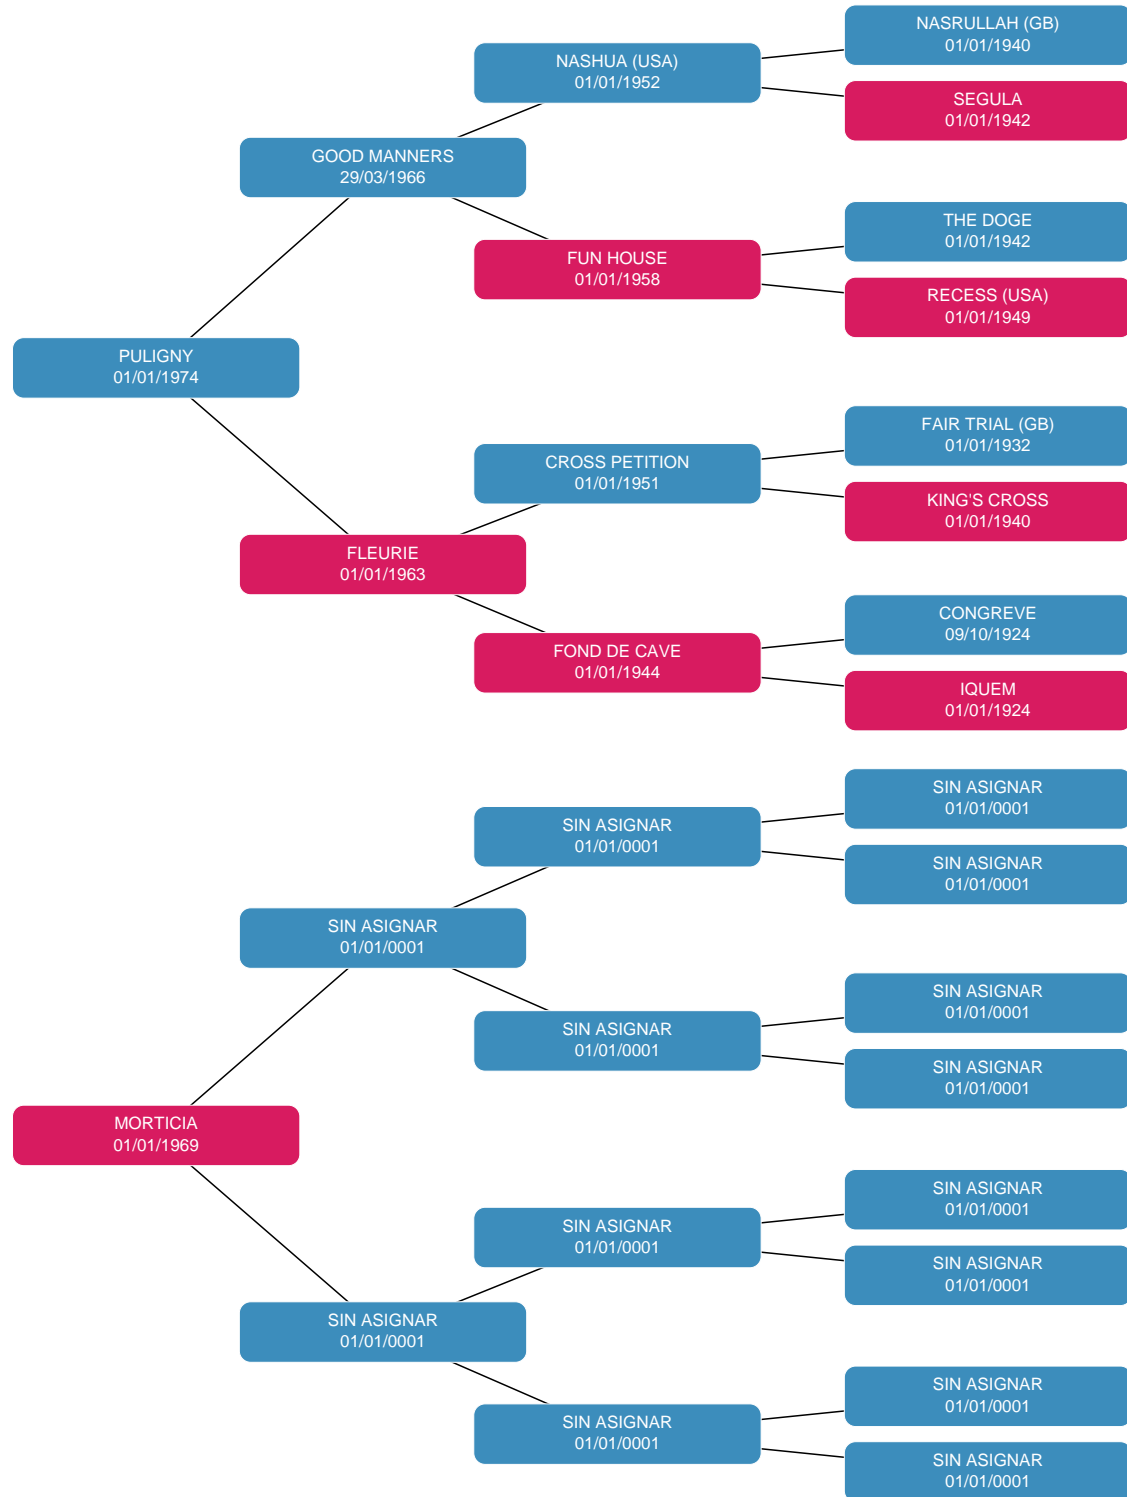 NASRULLAH (GB)
01/01/1940
NASHUA (USA)
01/01/1952
SEGULA
01/01/1942
GOOD MANNERS
29/03/1966
THE DOGE
01/01/1942
FUN HOUSE
01/01/1958
RECESS (USA)
01/01/1949
PULIGNY
01/01/1974
FAIR TRIAL (GB)
01/01/1932
CROSS PETITION
01/01/1951
KING'S CROSS
01/01/1940
FLEURIE
01/01/1963
CONGREVE
09/10/1924
FOND DE CAVE
01/01/1944
IQUEM
01/01/1924
SIN ASIGNAR
01/01/0001
SIN ASIGNAR
01/01/0001
SIN ASIGNAR
01/01/0001
SIN ASIGNAR
01/01/0001
SIN ASIGNAR
01/01/0001
SIN ASIGNAR
01/01/0001
SIN ASIGNAR
01/01/0001
MORTICIA
01/01/1969
SIN ASIGNAR
01/01/0001
SIN ASIGNAR
01/01/0001
SIN ASIGNAR
01/01/0001
SIN ASIGNAR
01/01/0001
SIN ASIGNAR
01/01/0001
SIN ASIGNAR
01/01/0001
SIN ASIGNAR
01/01/0001